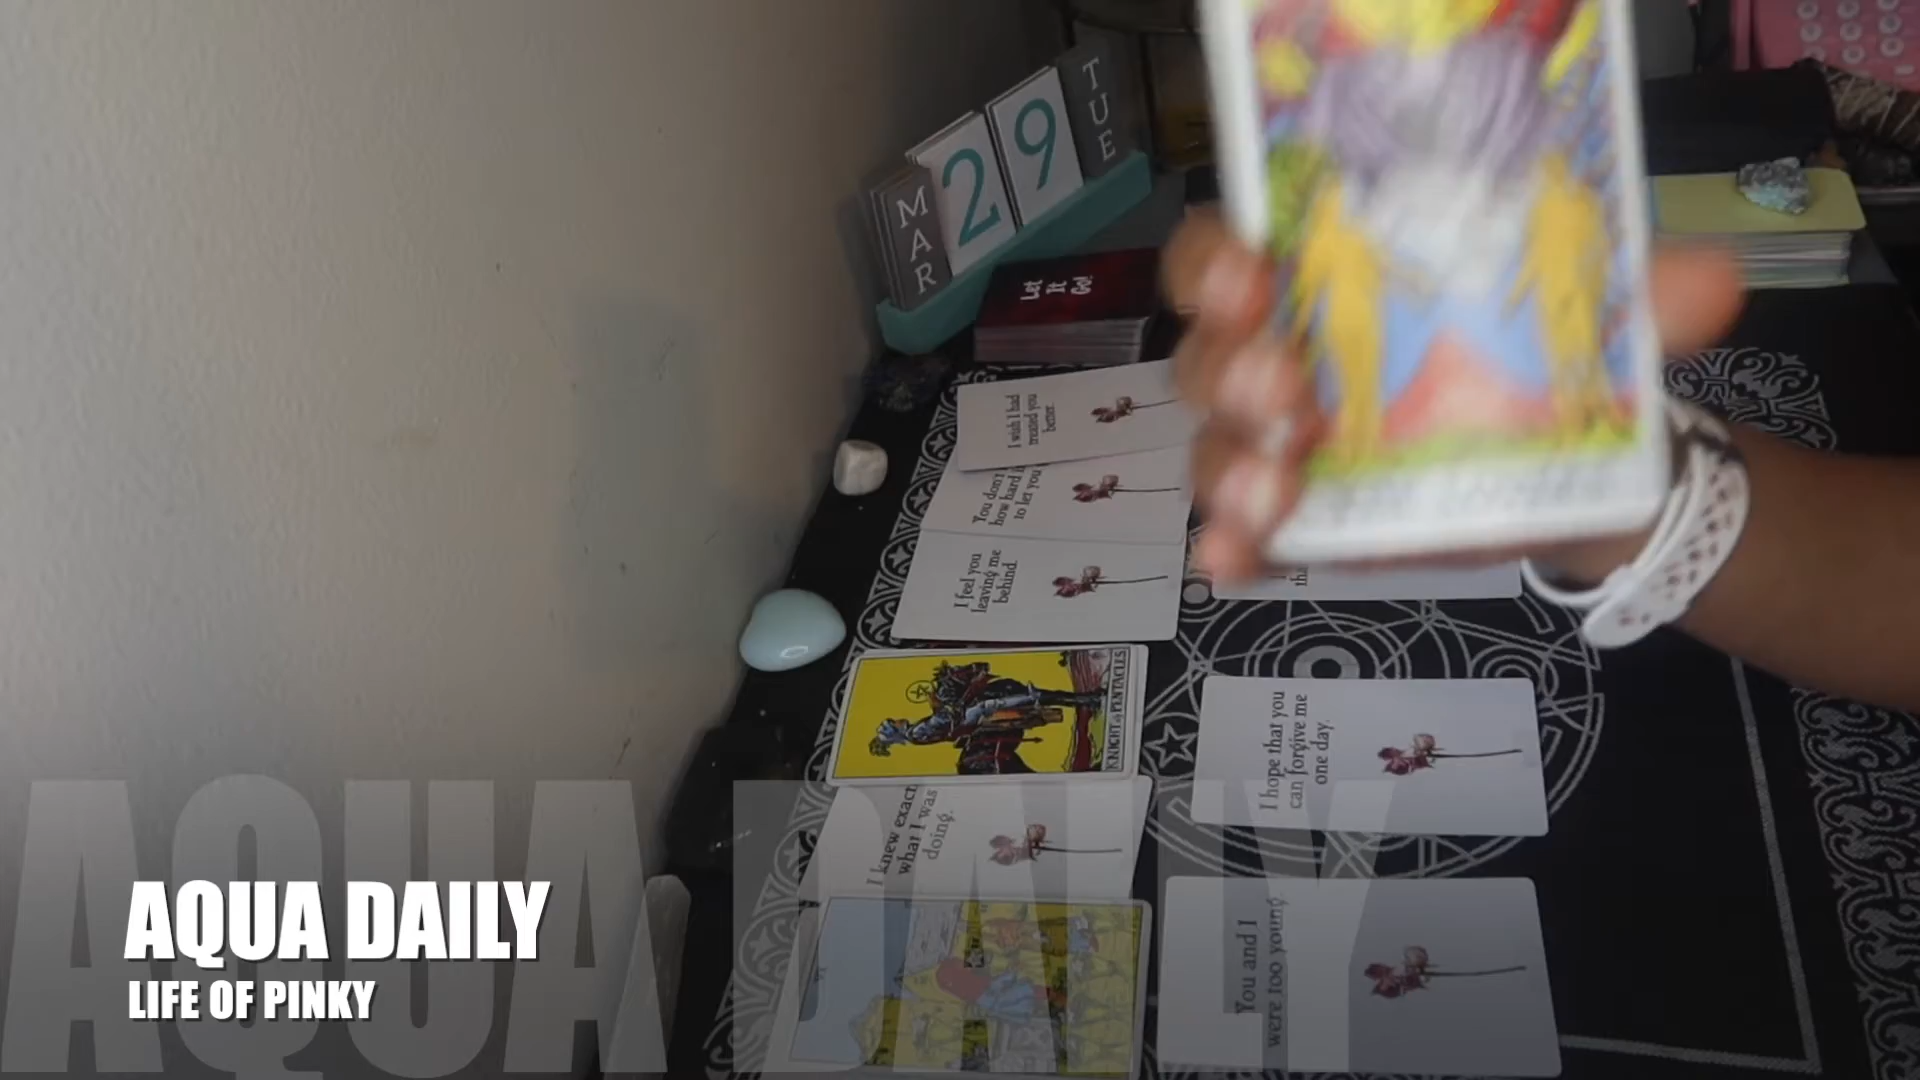 MAR
29
TUE
Let
It
Go!
I wish I had
treated you
better.
You don't
how hard i
to let you
I feel you
leaving me
behind.
KNIGHT of PENTACLES
I hope that you
can forgive me
one day.
I knew exact
what I was
doing.
You and I
were too young
AQUA DAILY
AQUA DAILY
LIFE OF PINKY